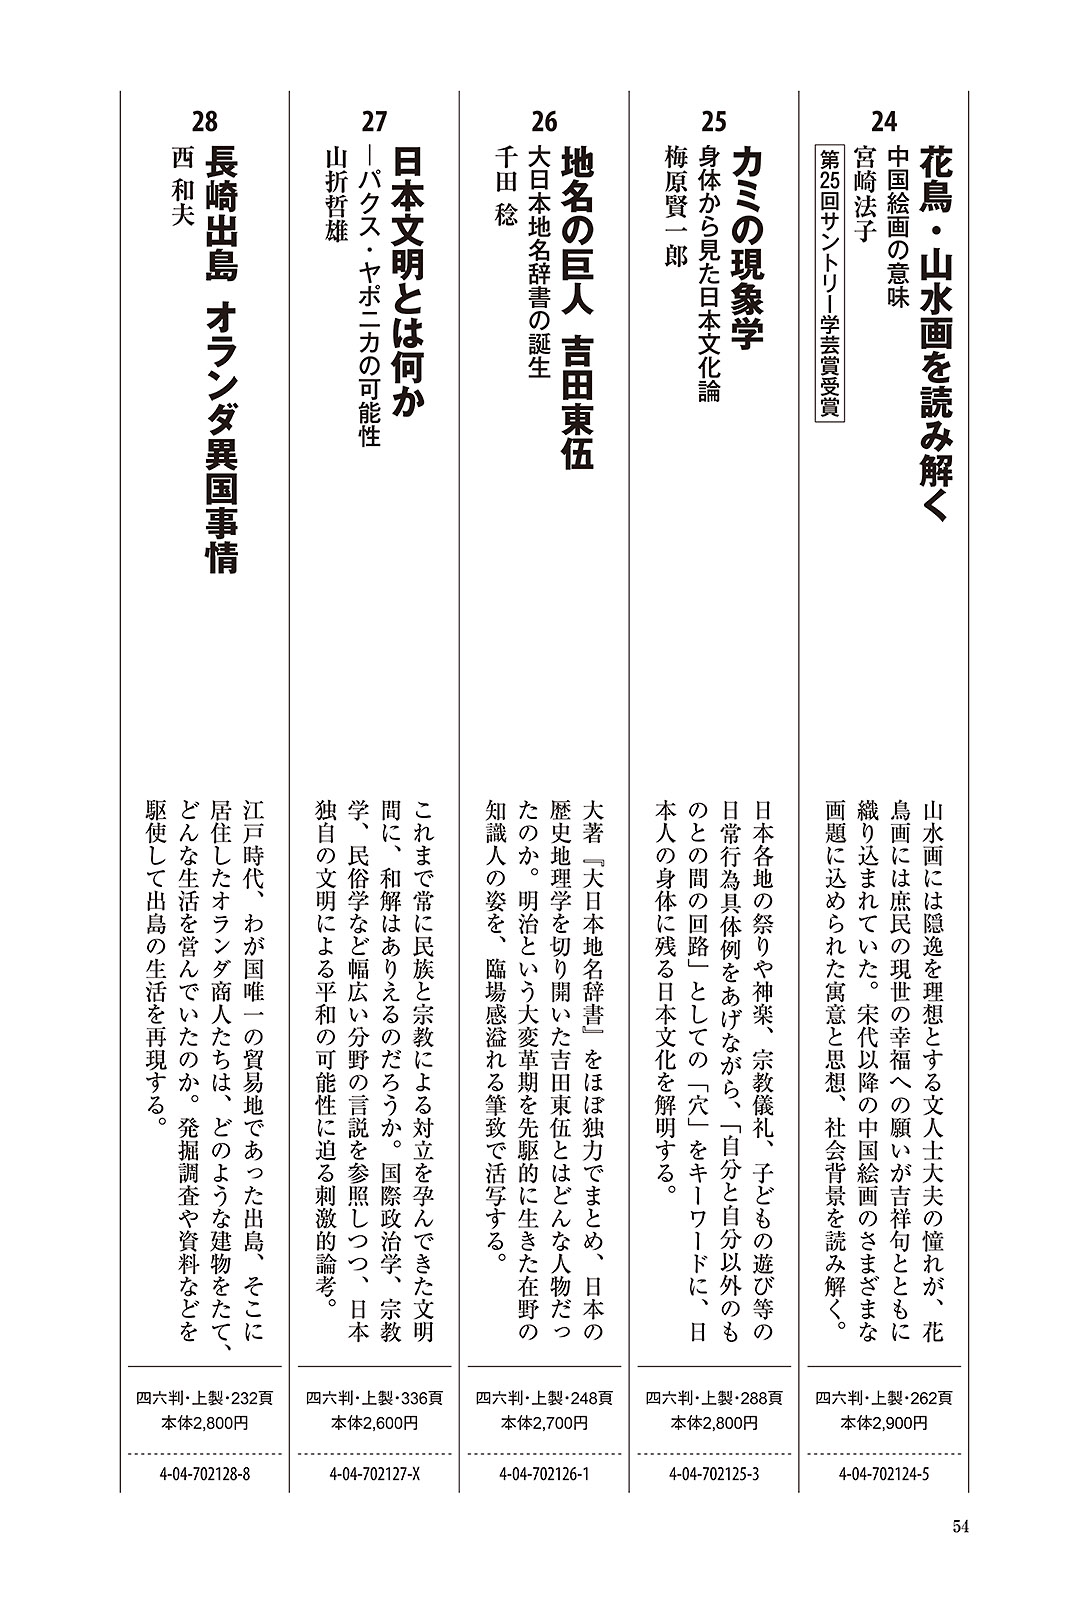 24
花鳥・山水画を読み解く
中国絵画の意味
宮崎法子
第25回サントリー学芸賞受賞
山水画には隠逸を理想とする文人士大夫の憧れが、花
鳥画には庶民の現世の幸福への願いが吉祥句とともに
織り込まれていた。宋代以降の中国絵画のさまざまな
画題に込められた寓意と思想、社会背景を読み解く。
四六判・上製・262頁
本体2,900円
4-04-702124-5
25
カミの現象学
身体から見た日本文化論
梅原賢一郎
日本各地の祭りや神楽、宗教儀礼、子どもの遊び等の
日常行為具体例をあげながら、「自分と自分以外のも
のとの間の回路」としての「穴」をキーワードに、日
本人の身体に残る日本文化を解明する。
四六判・上製・288頁
本体2,800円
4-04-702125-3
26
地名の巨人 吉田東伍
大日本地名辞書の誕生
千田 稔
大著『大日本地名辞書』をほぼ独力でまとめ、日本の
歴史地理学を切り開いた吉田東伍とはどんな人物だっ
たのか。明治という大変革期を先駆的に生きた在野の
知識人の姿を、臨場感溢れる筆致で活写する。
四六判・上製・248頁
本体2,700円
4-04-702126-1
27
日本文明とは何か
―パクス・ヤポニカの可能性
山折哲雄
これまで常に民族と宗教による対立を孕んできた文明
間に、和解はありえるのだろうか。国際政治学、宗教
学、民俗学など幅広い分野の言説を参照しつつ、日本
独自の文明による平和の可能性に迫る刺激的論考。
四六判・上製・336頁
本体2,600円
4-04-702127-X
28
長崎出島 オランダ異国事情
西 和夫
江戸時代、わが国唯一の貿易地であった出島、そこに
居住したオランダ商人たちは、どのような建物をたて、
どんな生活を営んでいたのか。発掘調査や資料などを
駆使して出島の生活を再現する。
四六判・上製・232頁
本体2,800円
4-04-702128-8
54